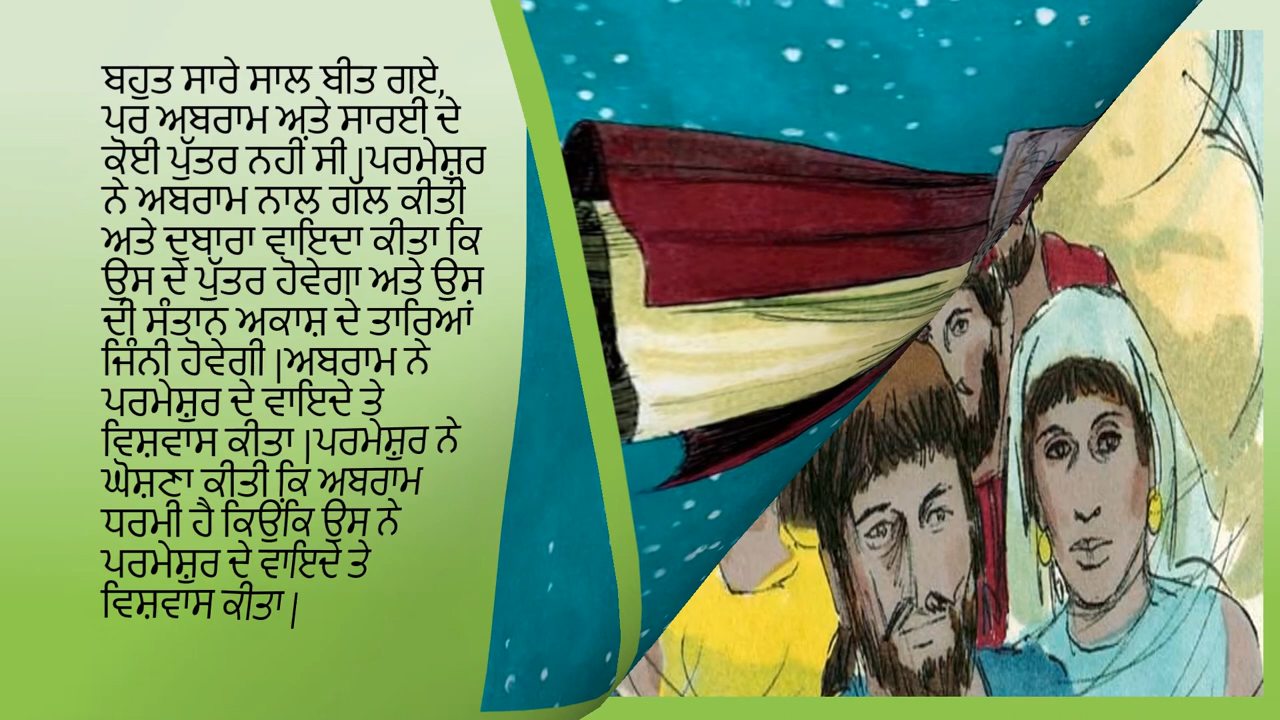 ਬਹੁਤ ਸਾਰੇ ਸਾਲ ਬੀਤ ਗਏ,
ਪਰ ਅਬਰਾਮ ਅਤੇ ਸਾਰਈ ਦੇ
ਕੋਈ ਪੁੱਤਰ ਨਹੀਂ ਸੀ |ਪਰਮੇਸ਼ੁਰ
ਨੇ ਅਬਰਾਮ ਨਾਲ ਗੱਲ ਕੀਤੀ
ਅਤੇ ਦੁਬਾਰਾ ਵਾਇਦਾ ਕੀਤਾ ਕਿ
ਉਸ ਦੇ ਪੁੱਤਰ ਹੋਵੇਗਾ ਅਤੇ ਉਸ
ਦੀ ਸੰਤਾਨ ਅਕਾਸ਼ ਦੇ ਤਾਰਿਆਂ
ਜਿੰਨੀ ਹੋਵੇਗੀ |ਅਬਰਾਮ ਨੇ
ਪਰਮੇਸ਼ੁਰ ਦੇ ਵਾਇਦੇ ਤੇ
ਵਿਸ਼ਵਾਸ ਕੀਤਾ |ਪਰਮੇਸ਼ੁਰ ਨੇ
ਘੋਸ਼ਣਾ ਕੀਤੀ ਕਿ ਅਬਰਾਮ
ਧਰਮੀ ਹੈ ਕਿਉਂਕਿ ਉਸ ਨੇ
ਪਰਮੇਸ਼ੁਰ ਦੇ ਵਾਇਦੇ ਤੇ
ਵਿਸ਼ਵਾਸ ਕੀਤਾ |